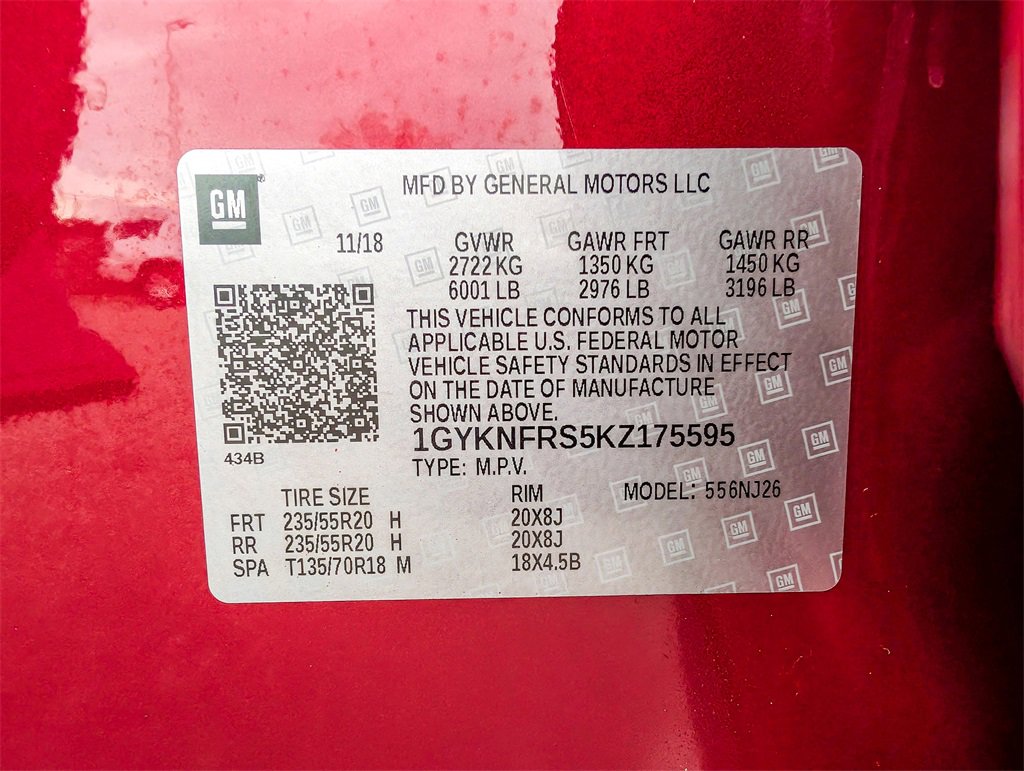 GM
MFD BY GENERAL MOTORS LLC
11/18 GVWR GAWR FRT GAWR RR
2722 KG 1350 KG 1450 KG
6001 LB 2976 LB 3196 LB
THIS VEHICLE CONFORMS TO ALL
APPLICABLE U.S. FEDERAL MOTOR
VEHICLE SAFETY STANDARDS IN EFFECT
ON THE DATE OF MANUFACTURE
SHOWN ABOVE.
1GYKNFRS5KZ175595
434B
TYPE: M.P.V.
TIRE SIZE RIM MODEL: 556NJ26
FRT 235/55R20 H 20X8J
RR 235/55R20 H 20X8J
SPA T135/70R18 M 18X4.5B